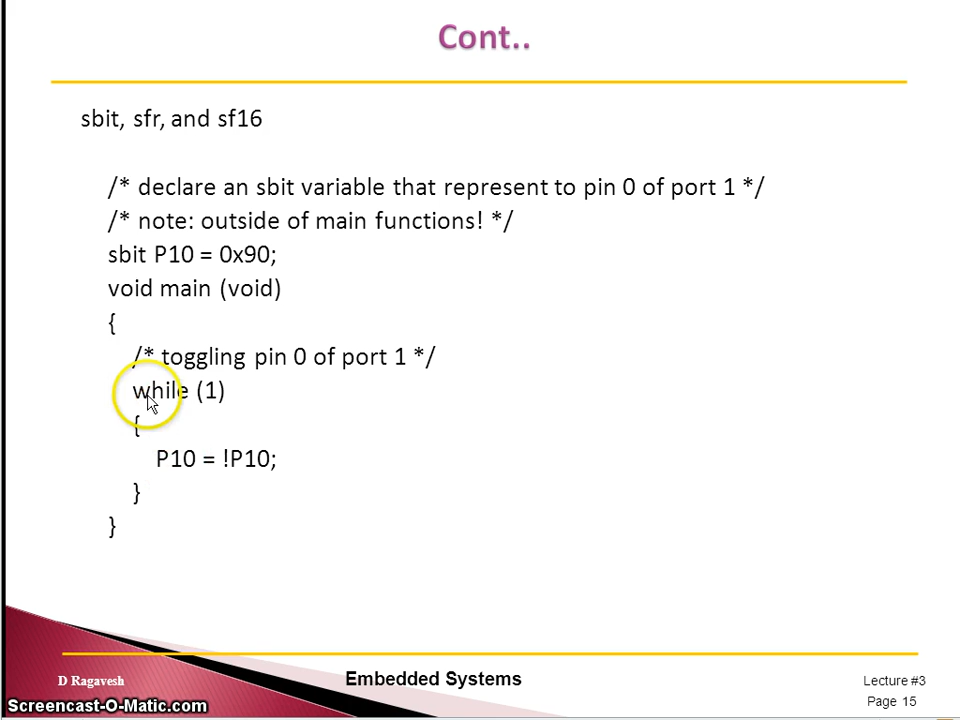 Cont..
sbit, sfr, and sf16
/* declare an sbit variable that represent to pin 0 of port 1 */
/* note: outside of main functions! */
sbit P10 = 0x90;
void main (void)
{
/* toggling pin 0 of port 1 */
while (1)
{
P10 = !P10;
}
}
D Ragavesh
Embedded Systems
Lecture #3
Page 15
Screencast-O-Matic.com